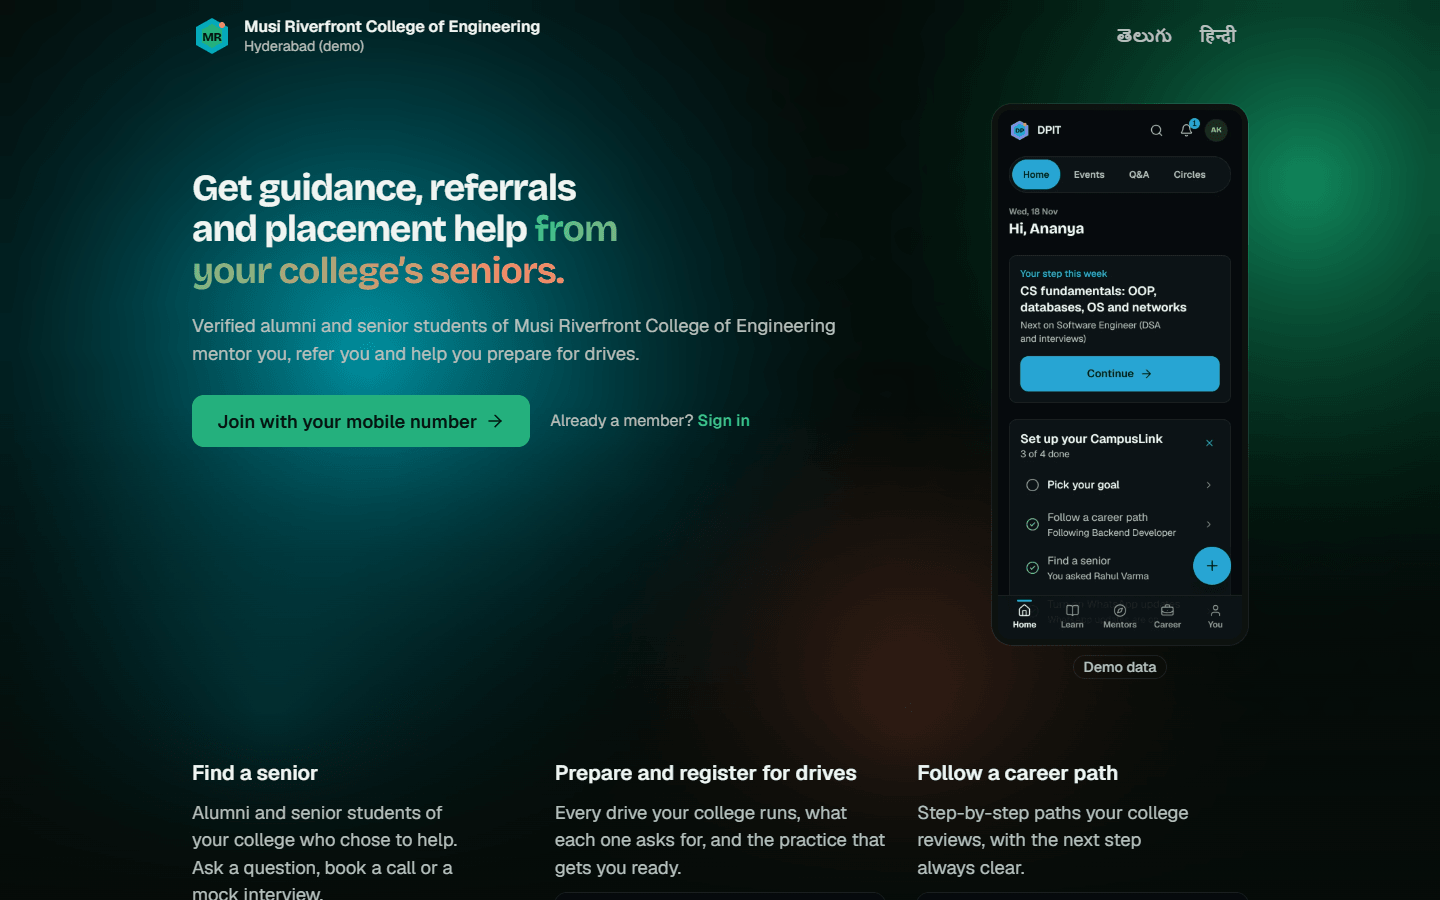 MR
Musi Riverfront College of Engineering
Hyderabad (demo)
తెలుగు
हिन्दी
Get guidance, referrals
and placement help from
your college's seniors.
Verified alumni and senior students of Musi Riverfront College of Engineering
mentor you, refer you and help you prepare for drives.
Join with your mobile number
Already a member? Sign in
DP
DPIT
1
AK
Home
Events
Q&A
Circles
Wed, 18 Nov
Hi, Ananya
Your step this week
CS fundamentals: OOP,
databases, OS and networks
Next on Software Engineer (DSA
and interviews)
Continue
Set up your CampusLink
3 of 4 done
Pick your goal
Follow a career path
Following Backend Developer
Find a senior
You asked Rahul Varma
Home
Learn
Mentors
Career
You
Demo data
Find a senior
Alumni and senior students of
your college who chose to help.
Ask a question, book a call or a
mock interview.
Prepare and register for drives
Every drive your college runs, what
each one asks for, and the practice that
gets you ready.
Follow a career path
Step-by-step paths your college
reviews, with the next step
always clear.